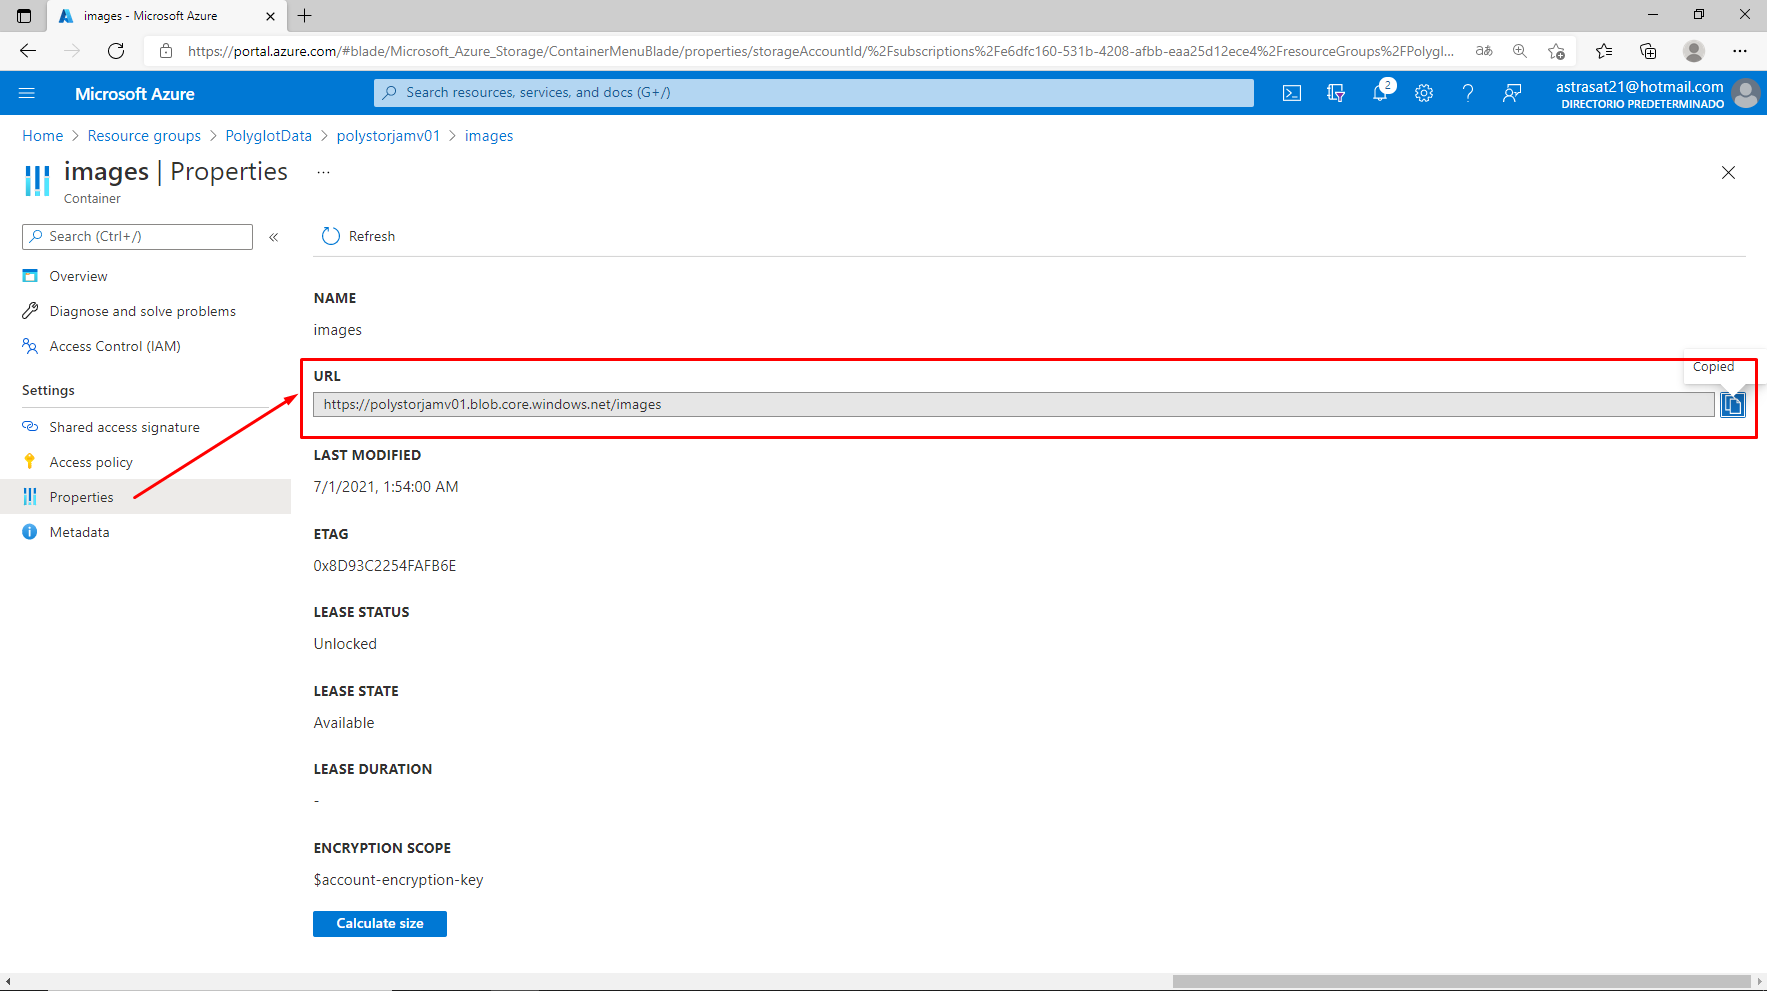 images - Microsoft Azure
https://portal.azure.com/#blade/Microsoft_Azure_Storage/ContainerMenuBlade/properties/storageAccountId/%2Fsubscriptions%2Fe6dfc160-531b-4208-afbb-eaa25d12ece4%2FresourceGroups%2FPolygl...
aあ
Microsoft Azure
Search resources, services, and docs (G+/)
2
astrasat21@hotmail.com
DIRECTORIO PREDETERMINADO
Home > Resource groups > PolyglotData > polystorjamv01 > images
images | Properties ...
Container
Search (Ctrl+/)
«
Refresh
Overview
Diagnose and solve problems
Access Control (IAM)
Settings
Shared access signature
Access policy
Properties
Metadata
NAME
images
URL
Copied
https://polystorjamv01.blob.core.windows.net/images
LAST MODIFIED
7/1/2021, 1:54:00 AM
ETAG
0x8D93C2254FAFB6E
LEASE STATUS
Unlocked
LEASE STATE
Available
LEASE DURATION
-
ENCRYPTION SCOPE
$account-encryption-key
Calculate size